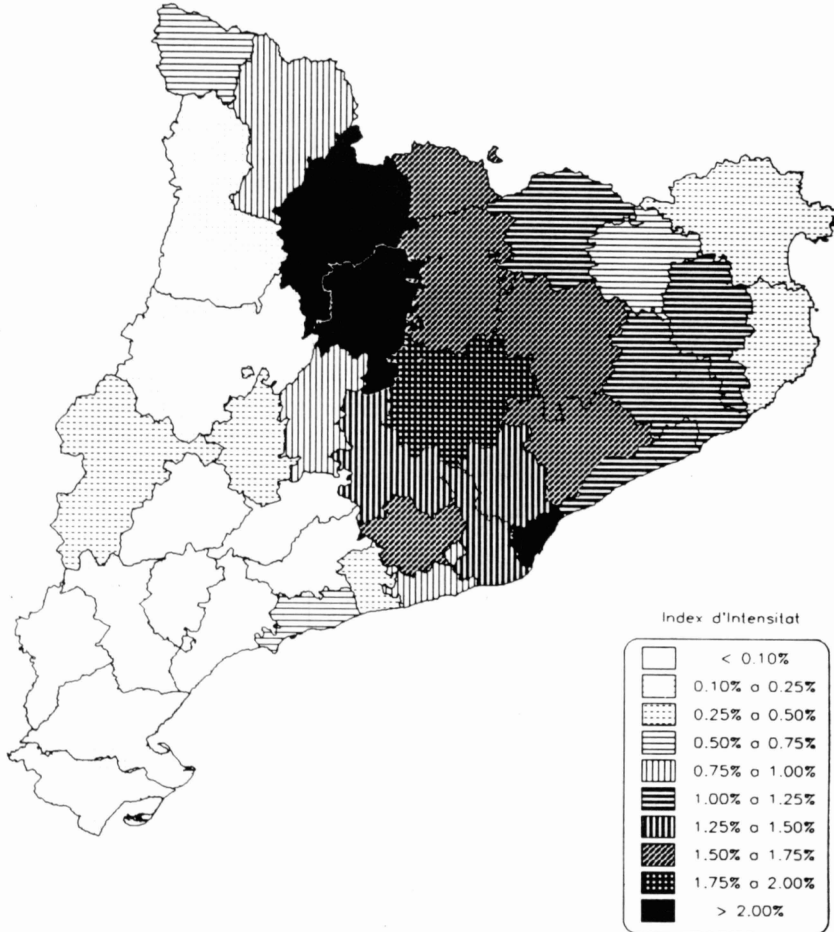 Index d'Intensitat
< 0.10%
0.10% a 0.25%
0.25% a 0.50%
0.50% a 0.75%
0.75% a 1.00%
1.00% a 1.25%
1.25% a 1.50%
1.50% a 1.75%
1.75% a 2.00%
> 2.00%